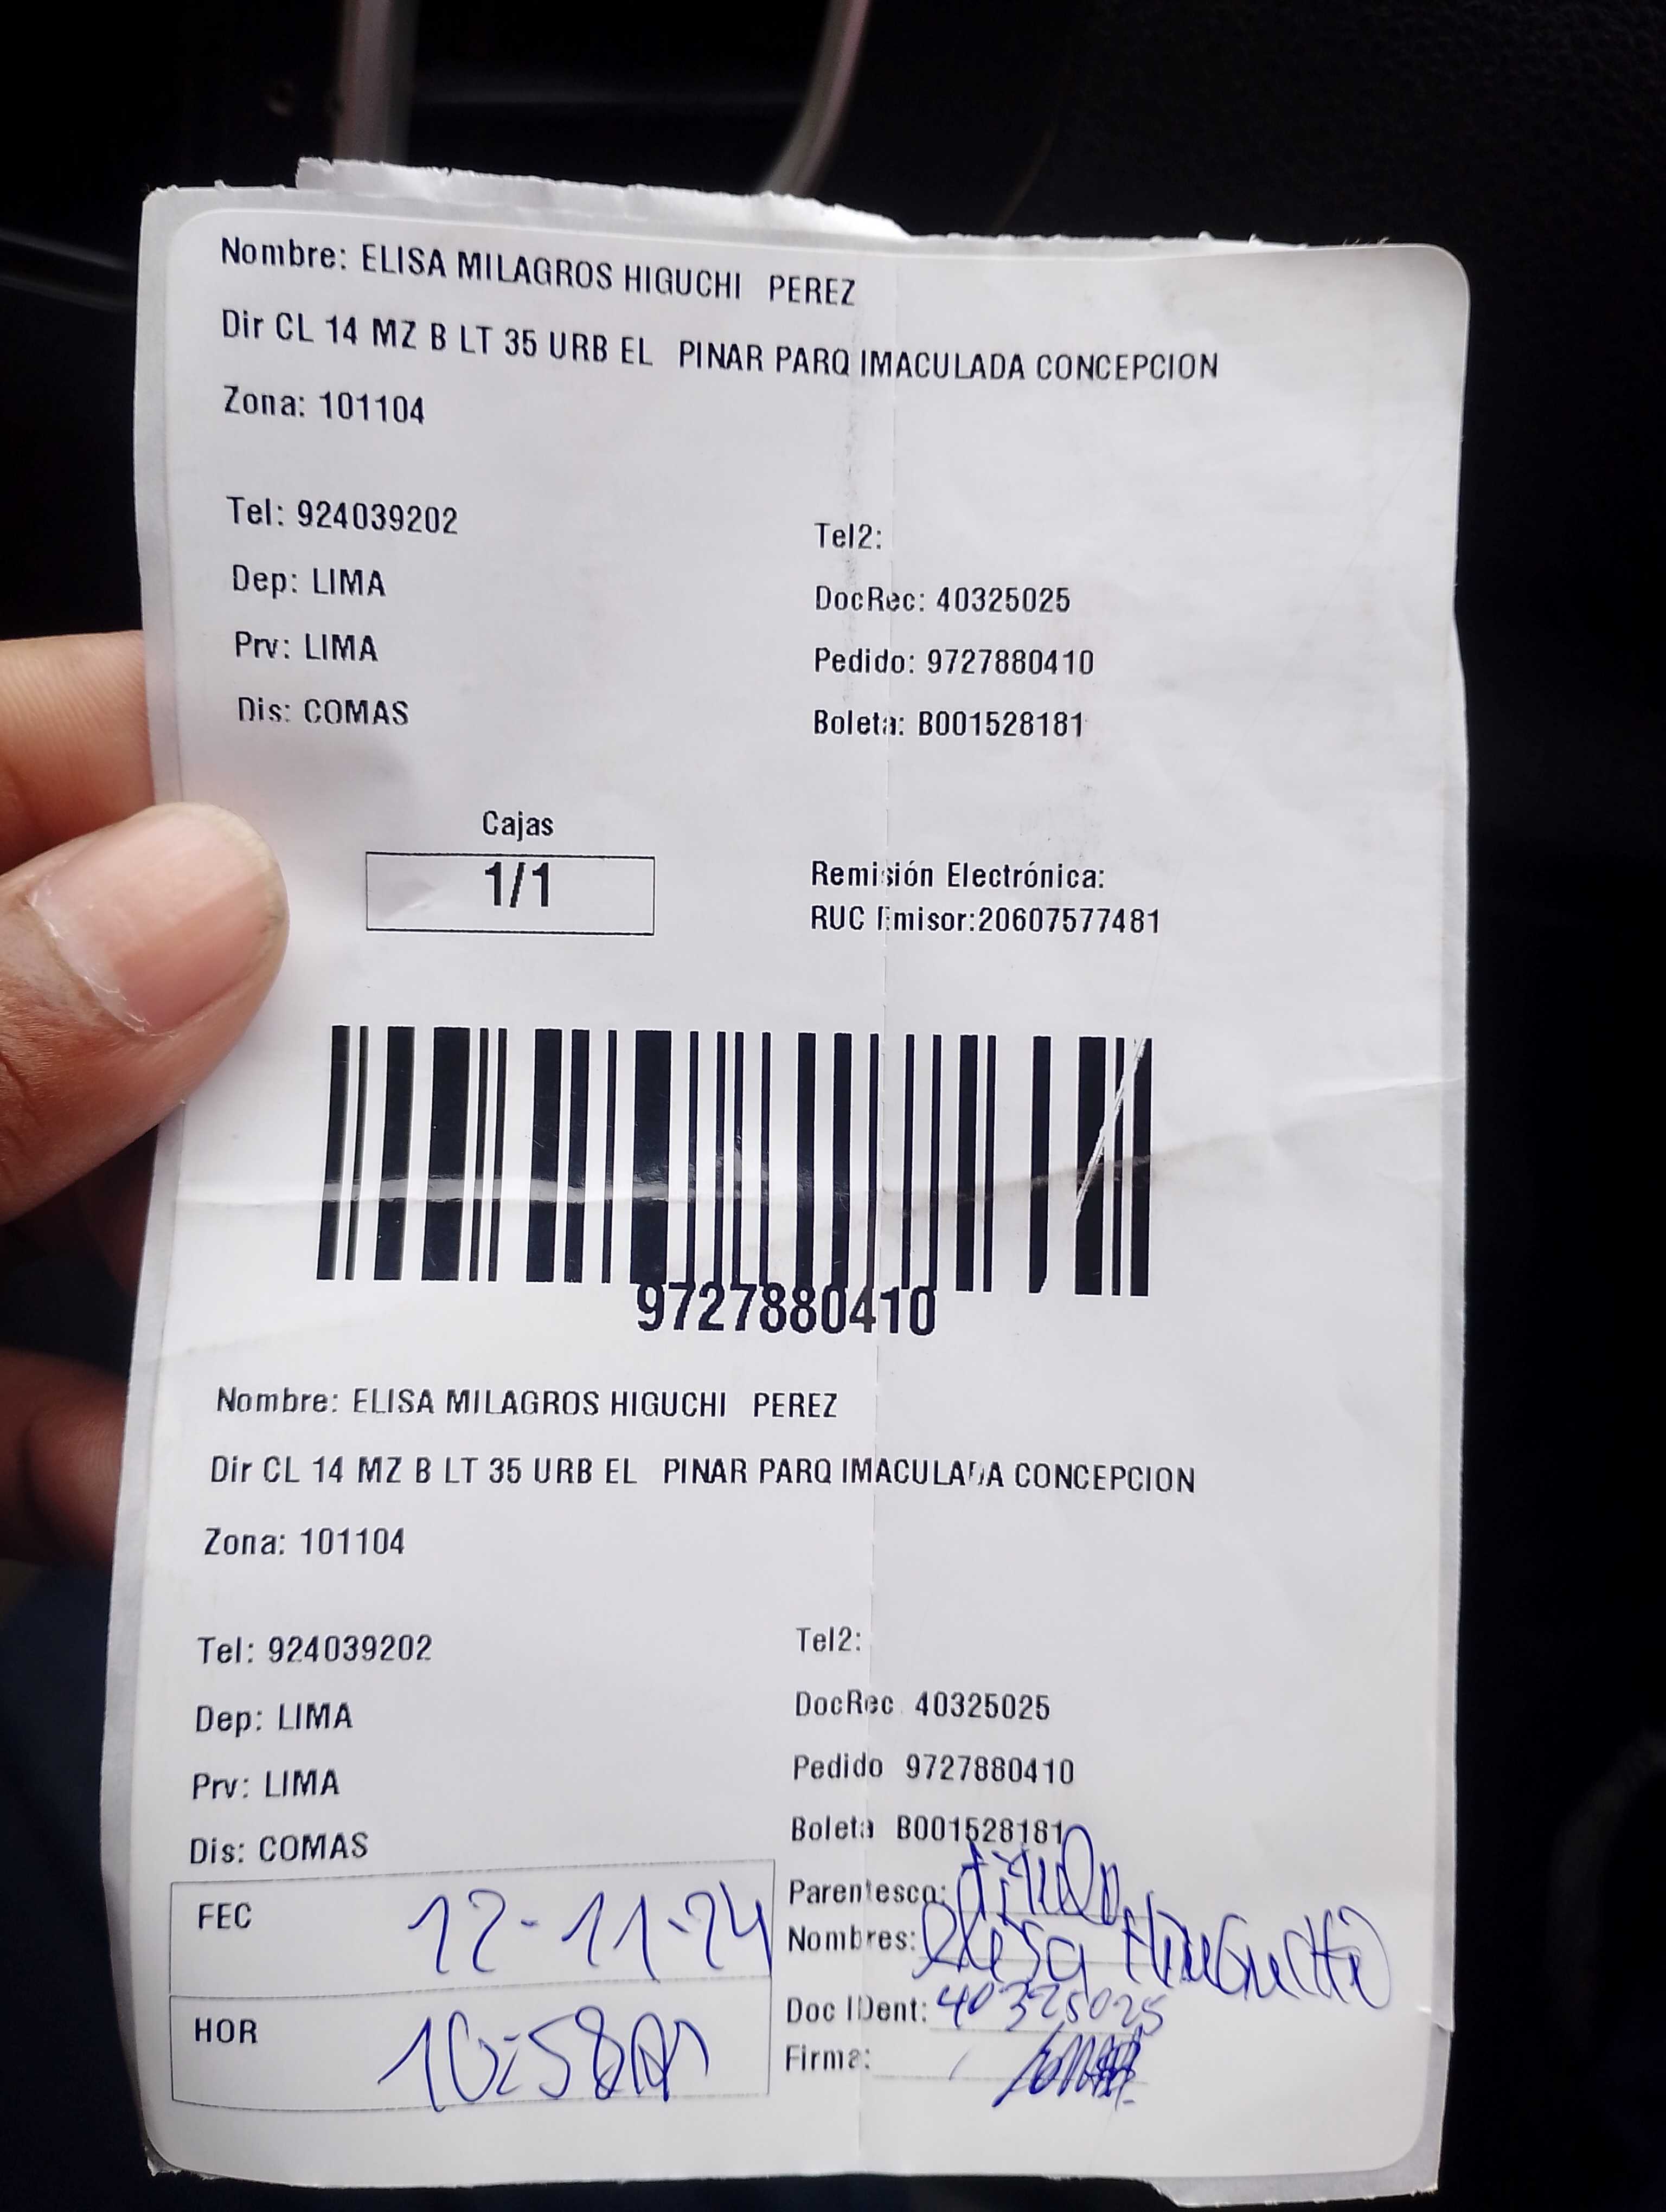 Nombre: ELISA MILAGROS HIGUCHI PEREZ
Dir CL 14 MZ B LT 35 URB EL PINAR PARQ IMACULADA CONCEPCION
Zona: 101104
Tel: 924039202
Tel2:
Dep: LIMA
DocRec: 40325025
Prv: LIMA
Pedido: 9727880410
Dis: COMAS
Boleta: B001528181
Cajas
1/1
Remisión Electrónica:
RUC Emisor:20607577481
9727880410
Nombre: ELISA MILAGROS HIGUCHI PEREZ
Dir CL 14 MZ B LT 35 URB EL PINAR PARQ IMACULADA CONCEPCION
Zona: 101104
Tel: 924039202
Tel2:
Dep: LIMA
DocRec 40325025
Prv: LIMA
Pedido 9727880410
Dis: COMAS
Boleta B001528181
FEC 12-11-24
Parentesco:
Nombres: Elisa
HOR 10:58
Doc IDent: 40325025
Firma: